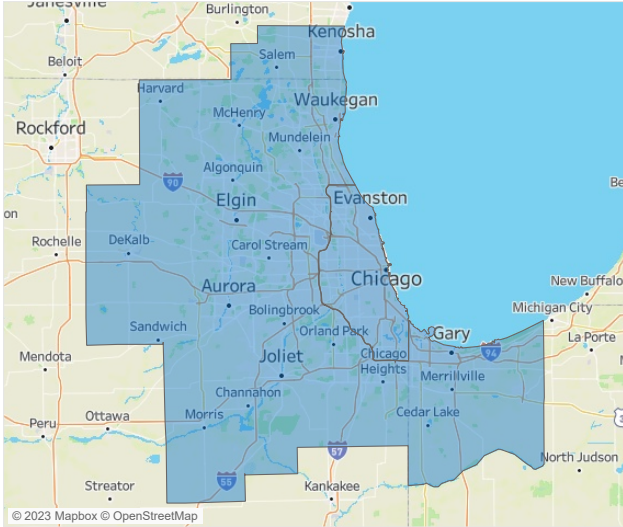 Janesville
Burlington
Kenosha
Beloit
Salem
Harvard
Waukegan
McHenry
Rockford
Mundelein
Algonquin
90
Be
Elgin
Evanston
on
DeKalb
Carol Stream
Rochelle
Chicago
New Buffalo
Aurora
Bolingbrook
Michigan City
Sandwich
Orland Park
Gary
La Porte
Mendota
Joliet
Chicago
Heights
94
Merrillville
Channahon
Morris
Cedar Lake
Ottawa
Peru
57
North Judson
55
Streator
Kankakee
© 2023 Mapbox © OpenStreetMap